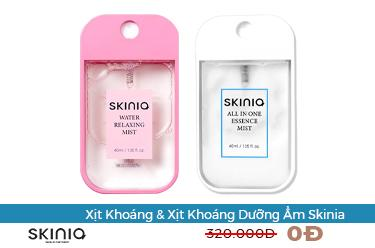 SKINIQ
WATER
RELAXING
MIST
40ml / 1.35 fl.oz
SKINIQ
ALL IN ONE
ESSENCE
MIST
40ml / 1.35 fl.oz
Xịt Khoáng & Xịt Khoáng Dưỡng Ẩm Skinia
SKINIQ
320.000Đ 0Đ